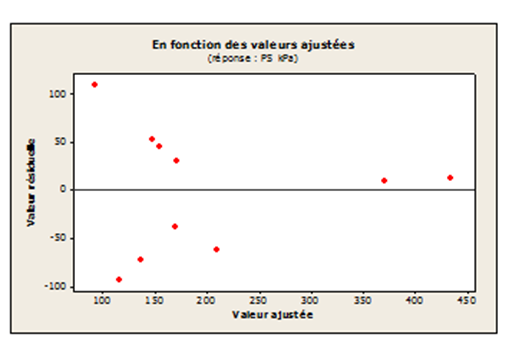 En fonction des valeurs ajustées
(réponse : PS kPa)
Valeur résiduelle
100
50
0
-50
-100
100 150 200 250 300 350 400 450
Valeur ajustée